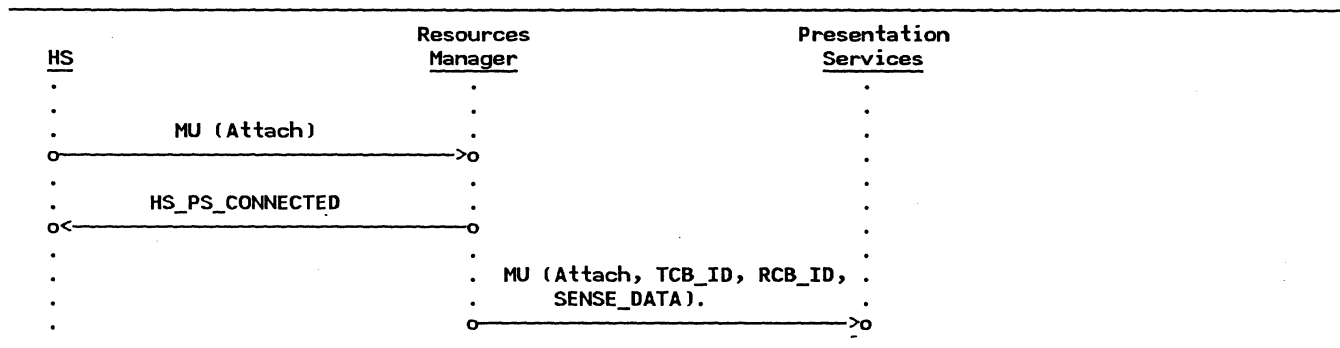 Resources Presentation
HS Manager Services
MU (Attach)
HS_PS_CONNECTED
MU (Attach, TCB_ID, RCB_ID,
SENSE_DATA).